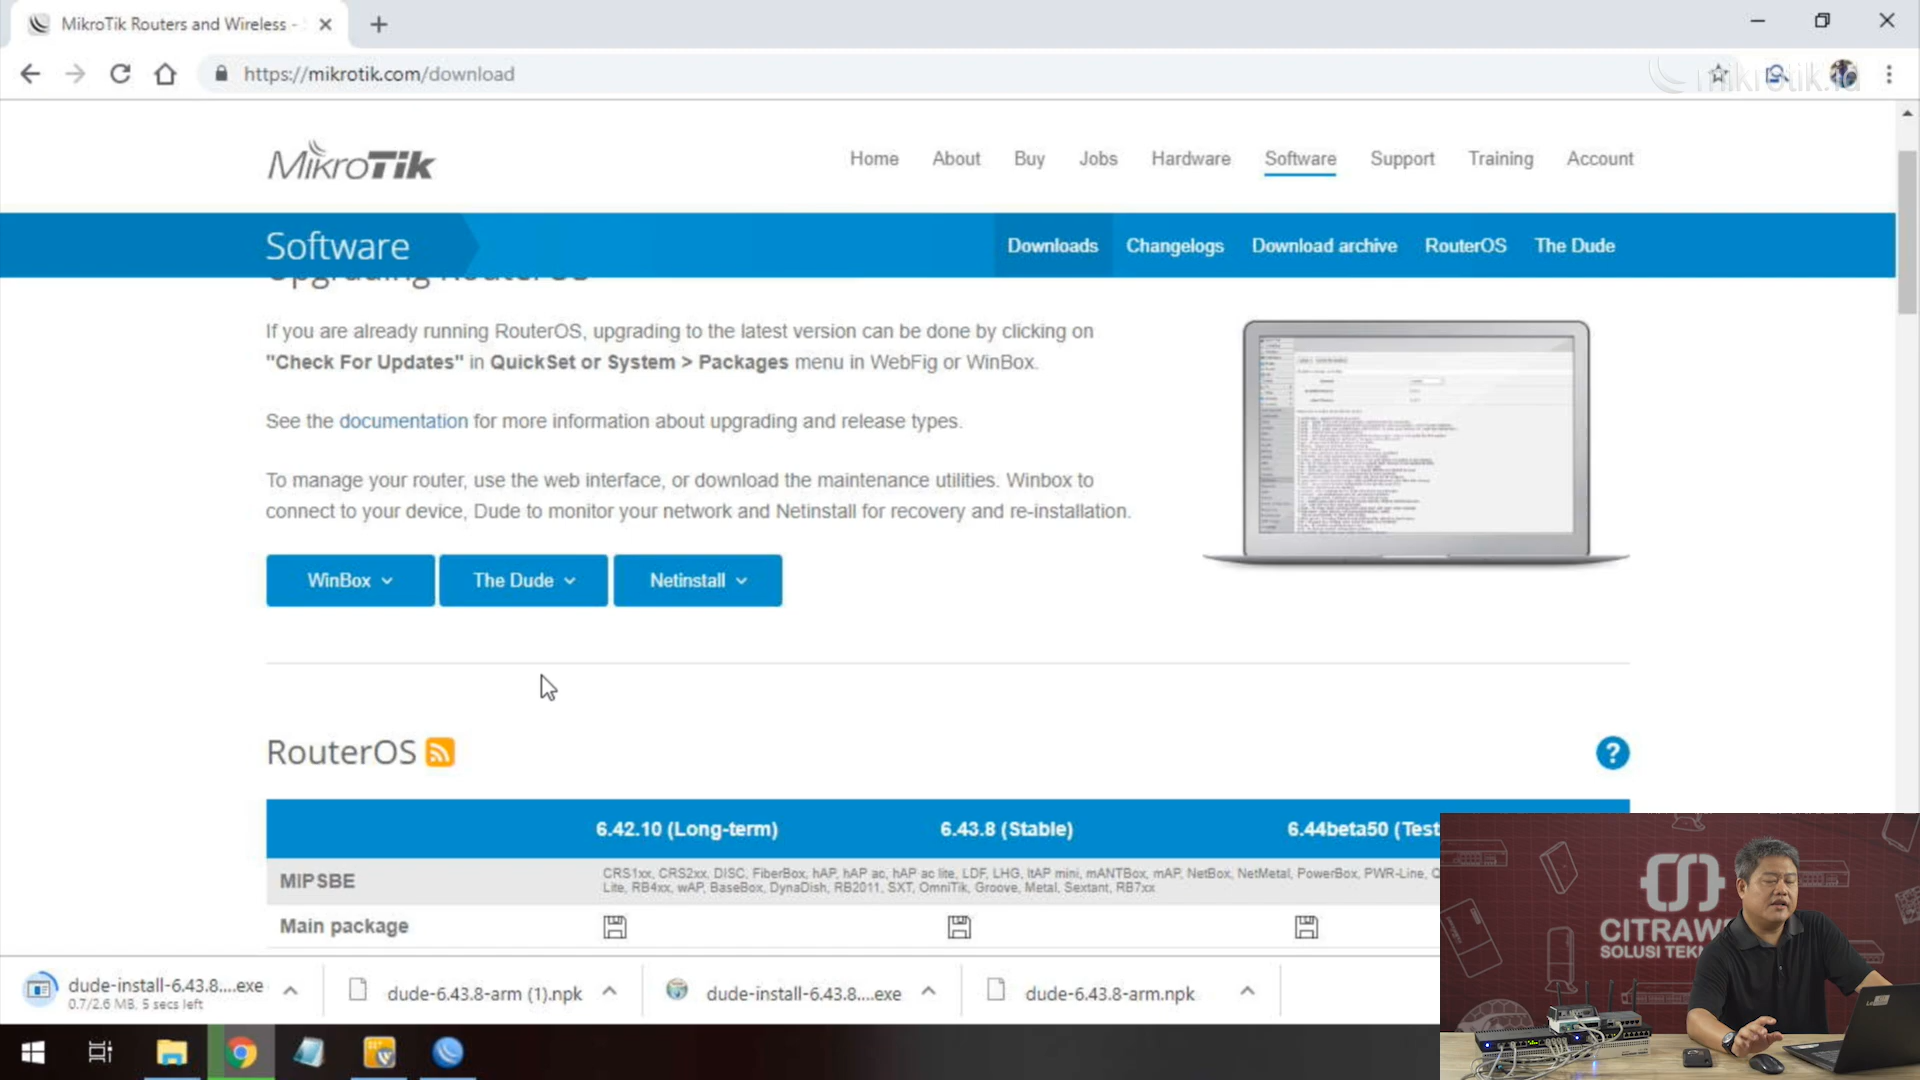 MikroTik Routers and Wireless -
https://mikrotik.com/download
mikrotik.id
MikroTik
Home About Buy Jobs Hardware Software Support Training Account
Software
Downloads Changelogs Download archive RouterOS The Dude
Upgrading RouterOS
If you are already running RouterOS, upgrading to the latest version can be done by clicking on
"Check For Updates" in QuickSet or System > Packages menu in WebFig or WinBox.
See the documentation for more information about upgrading and release types.
To manage your router, use the web interface, or download the maintenance utilities. Winbox to
connect to your device, Dude to monitor your network and Netinstall for recovery and re-installation.
WinBox The Dude Netinstall
RouterOS
?
6.42.10 (Long-term) 6.43.8 (Stable) 6.44beta50 (Test
MIPSBE
CRS1xx, CRS2xx, DISC, FiberBox, hAP, hAP ac, hAP ac lite, LDF, LHG, ltAP mini, mANTBox, mAP, NetBox, NetMetal, PowerBox, PWR-Line, Q
Lite, RB4xx, wAP, BaseBox, DynaDish, RB2011, SXT, OmniTik, Groove, Metal, Sextant, RB7xx
Main package
CITRAW
SOLUSI TEK
dude-install-6.43.8....exe
0.7/2.6 MB, 5 secs left
dude-6.43.8-arm (1).npk
dude-install-6.43.8....exe
dude-6.43.8-arm.npk